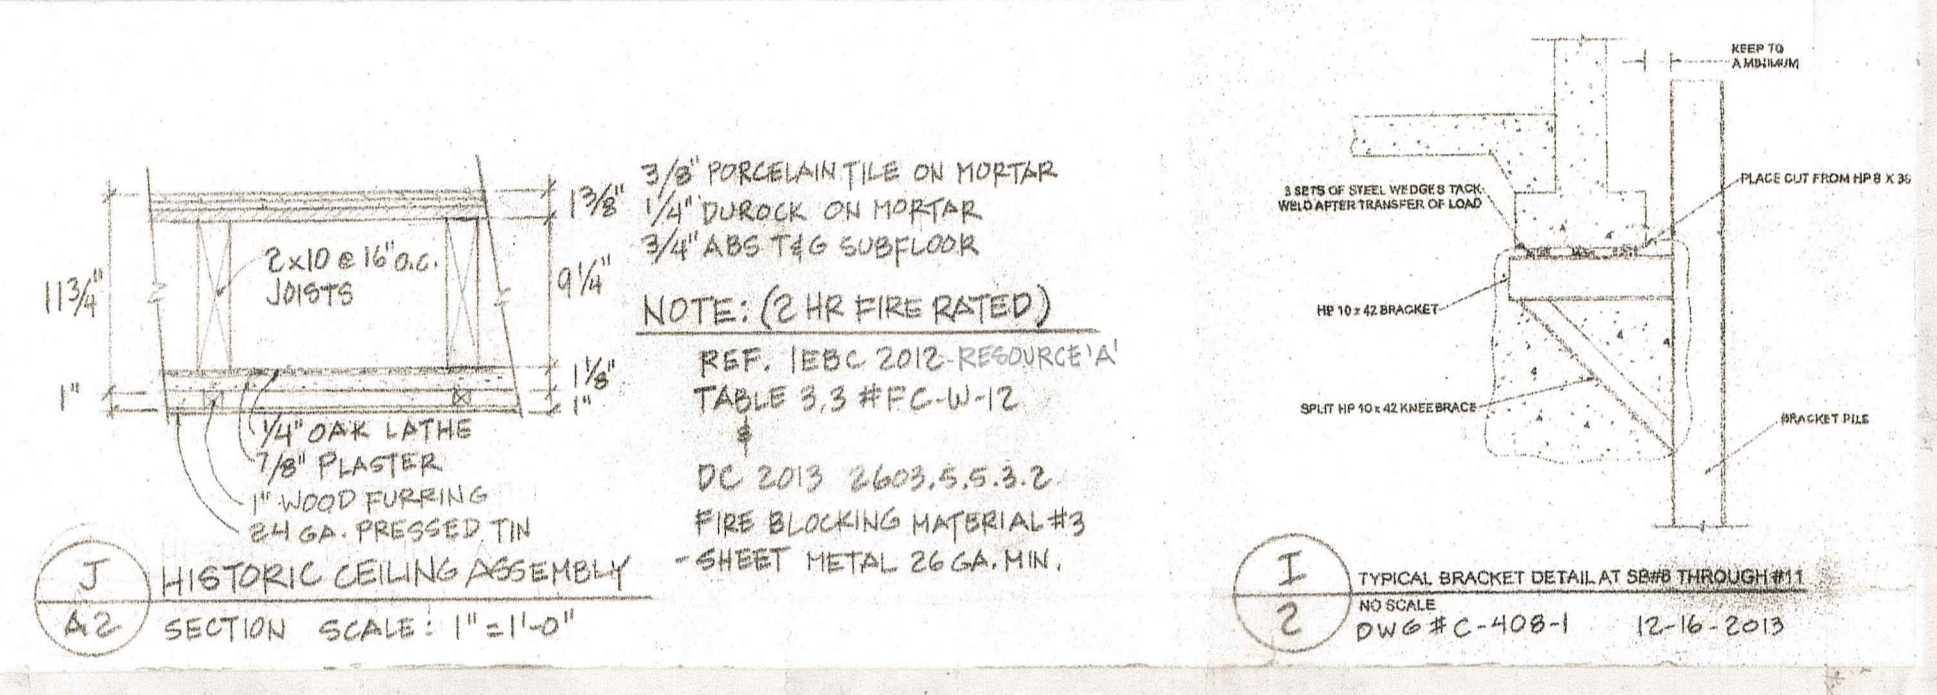 11 3/4"
1"
2x10 @ 16" o.c.
JOISTS
1 3/8"
9 1/4"
1 1/8"
1"
1/4" OAK LATHE
7/8" PLASTER
1" WOOD FURRING
24 GA. PRESSED TIN
J
A2
HISTORIC CEILING ASSEMBLY
SECTION SCALE: 1"=1'-0"
3/8" PORCELAIN TILE ON MORTAR
1/4" DUROCK ON MORTAR
3/4" ABS T&G SUBFLOOR
NOTE: (2 HR FIRE RATED)
REF. IEBC 2012-RESOURCE 'A'
TABLE 3.3 #FC-W-12
&
DC 2013 2603.5.5.3.2
FIRE BLOCKING MATERIAL #3
-SHEET METAL 26 GA. MIN.
KEEP TO
A MINIMUM
3 SETS OF STEEL WEDGES TACK
WELD AFTER TRANSFER OF LOAD
PLACE CUT FROM HP 8 X 36
HP 10 x 42 BRACKET
SPLIT HP 10 x 42 KNEEBRACE
BRACKET PILE
I
2
TYPICAL BRACKET DETAIL AT SB#8 THROUGH #11
NO SCALE
DWG #C-408-1 12-16-2013